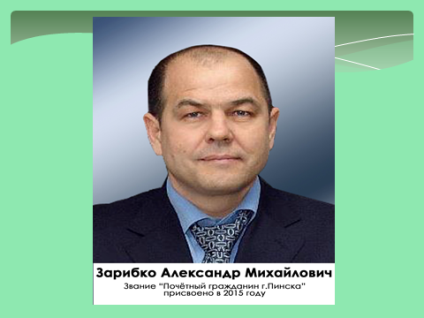 Зарибко Александр Михайлович
Звание “Почётный гражданин г.Пинска”
присвоено в 2015 году